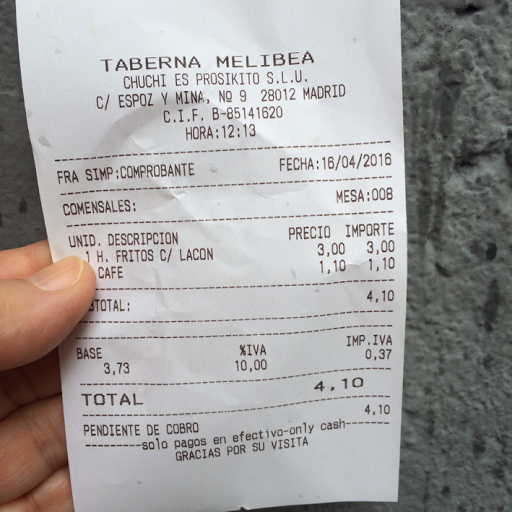 TABERNA MELIBEA
CHUCHI ES PROSIKITO S.L.U.
C/ ESPOZ Y MINA, Nº 9 28012 MADRID
C.I.F. B-85141620
HORA:12:13
FRA SIMP:COMPROBANTE FECHA:16/04/2016
COMENSALES: MESA:008
UNID. DESCRIPCION PRECIO IMPORTE
1 H. FRITOS C/ LACON 3,00 3,00
CAFE 1,10 1,10
BTOTAL: 4,10
BASE %IVA IMP.IVA
3,73 10,00 0,37
TOTAL 4,10
PENDIENTE DE COBRO 4,10
----------solo pagos en efectivo-only cash-------
GRACIAS POR SU VISITA